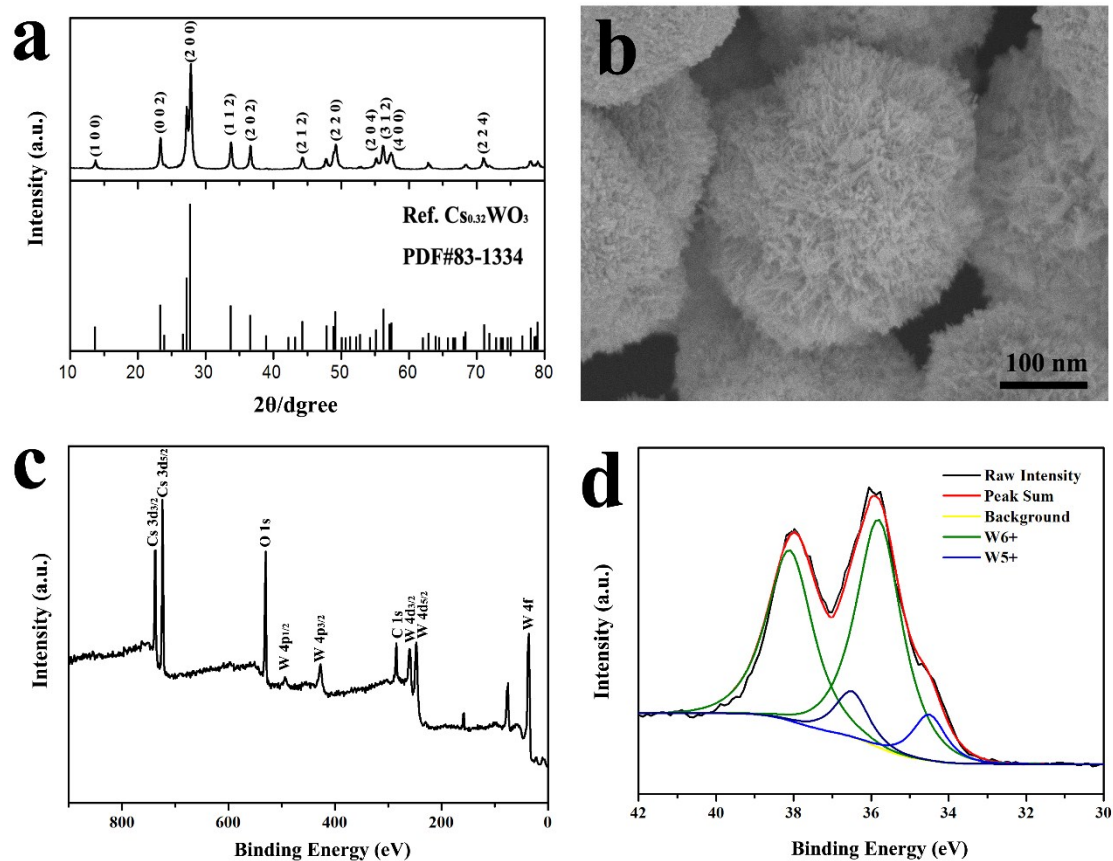 a
Intensity (a.u.)
(1 0 0)
(0 0 2)
(2 0 0)
(1 1 2)
(2 0 2)
(2 1 2)
(2 2 0)
(2 0 4)
(3 1 2)
(4 0 0)
(2 2 4)
Ref. Cs0.32WO3
PDF#83-1334
10 20 30 40 50 60 70 80
2θ/dgree
b
100 nm
c
Intensity (a.u.)
Cs 3d3/2
Cs 3d5/2
O 1s
W 4p1/2
W 4p3/2
C 1s
W 4d3/2
W 4d5/2
W 4f
800 600 400 200 0
Binding Energy (eV)
d
Intensity (a.u.)
Raw Intensity
Peak Sum
Background
W6+
W5+
42 40 38 36 34 32 30
Binding Energy (eV)